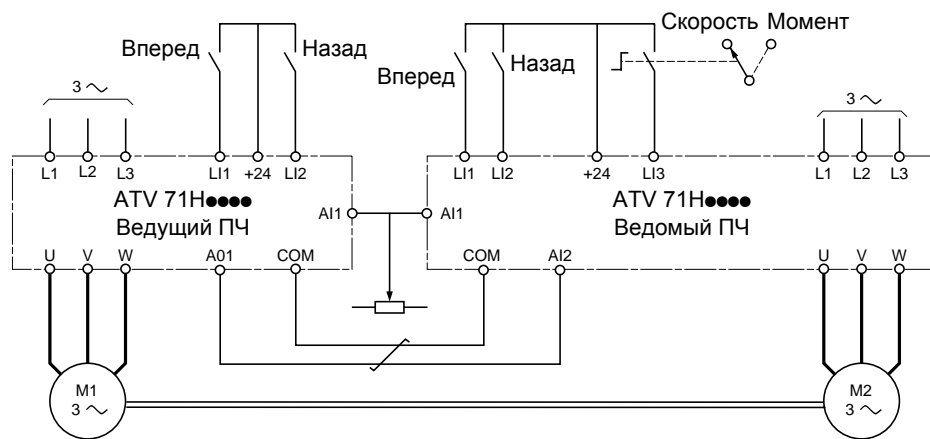 Скорость Момент
Вперед
Назад
Вперед
Назад
3
3
L1 L2 L3 LI1 +24 LI2
LI1 LI2 +24 LI3 L1 L2 L3
ATV 71H●●●●
Ведущий ПЧ
AI1
AI1
ATV 71H●●●●
Ведомый ПЧ
U V W A01 COM
COM AI2 U V W
M1
3
M2
3